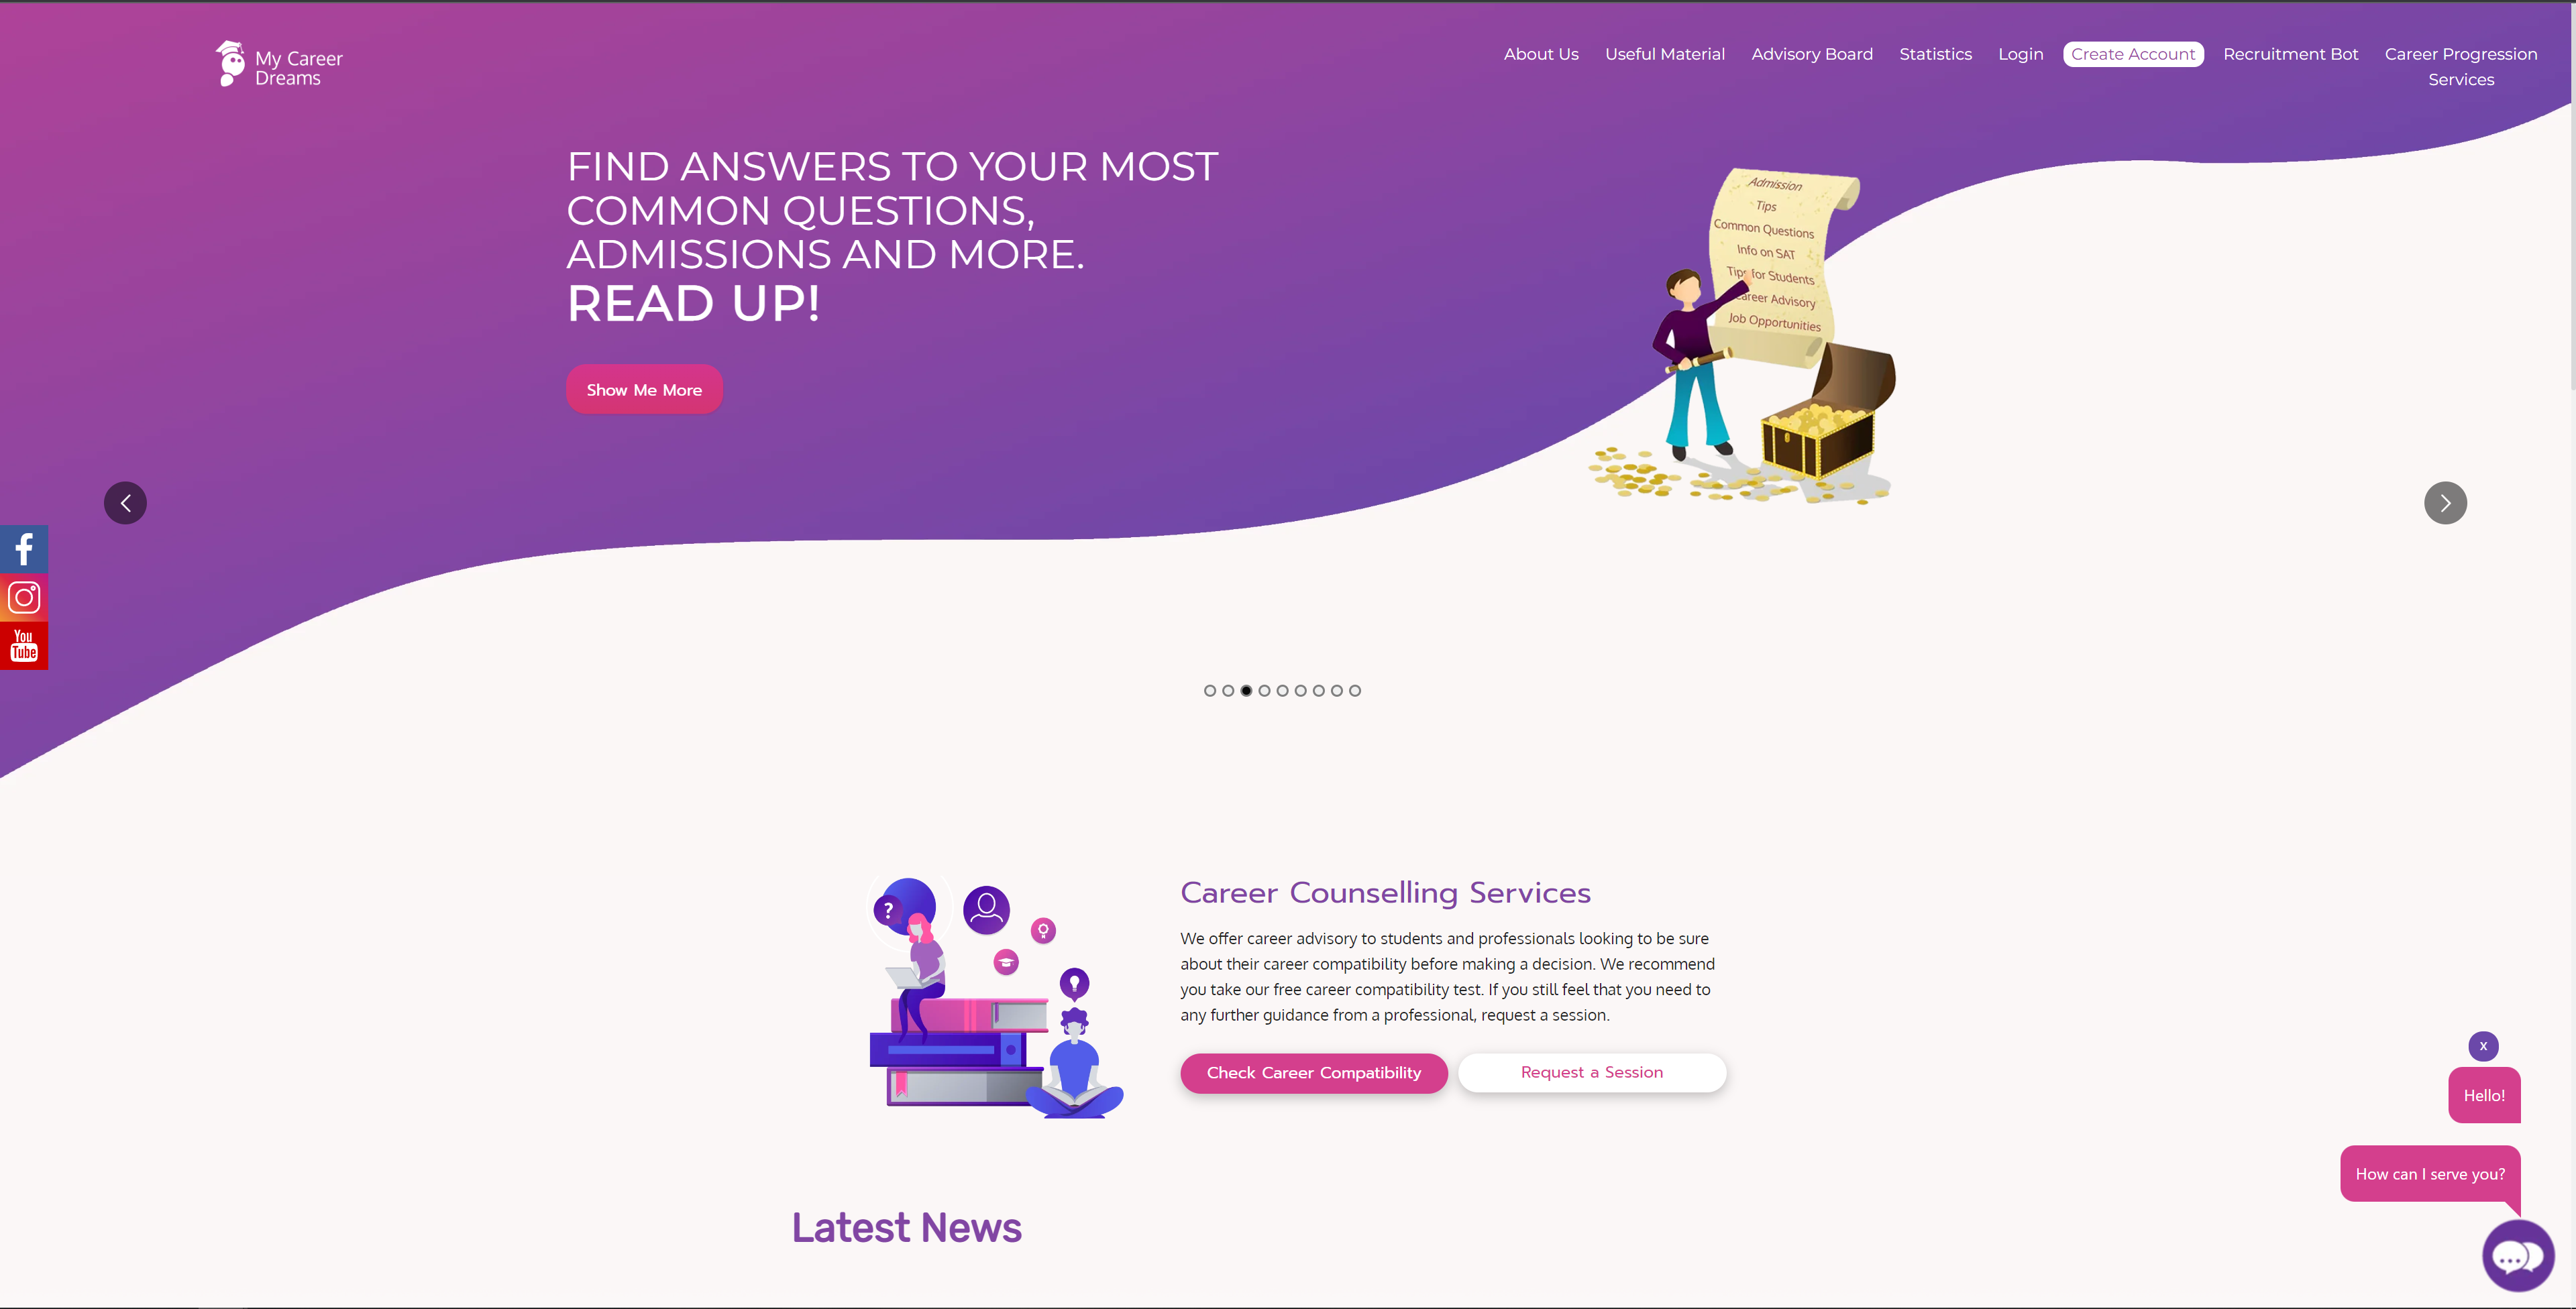 My Career
Dreams
About Us
Useful Material
Advisory Board
Statistics
Login
Create Account
Recruitment Bot
Career Progression
Services
FIND ANSWERS TO YOUR MOST
COMMON QUESTIONS,
ADMISSIONS AND MORE.
READ UP!
Show Me More
Admission
Tips
Common Questions
Info on SAT
Tips for Students
Career Advisory
Job Opportunities
f
You
Tube
?
Career Counselling Services
We offer career advisory to students and professionals looking to be sure
about their career compatibility before making a decision. We recommend
you take our free career compatibility test. If you still feel that you need to
any further guidance from a professional, request a session.
Check Career Compatibility
Request a Session
x
Hello!
How can I serve you?
Latest News